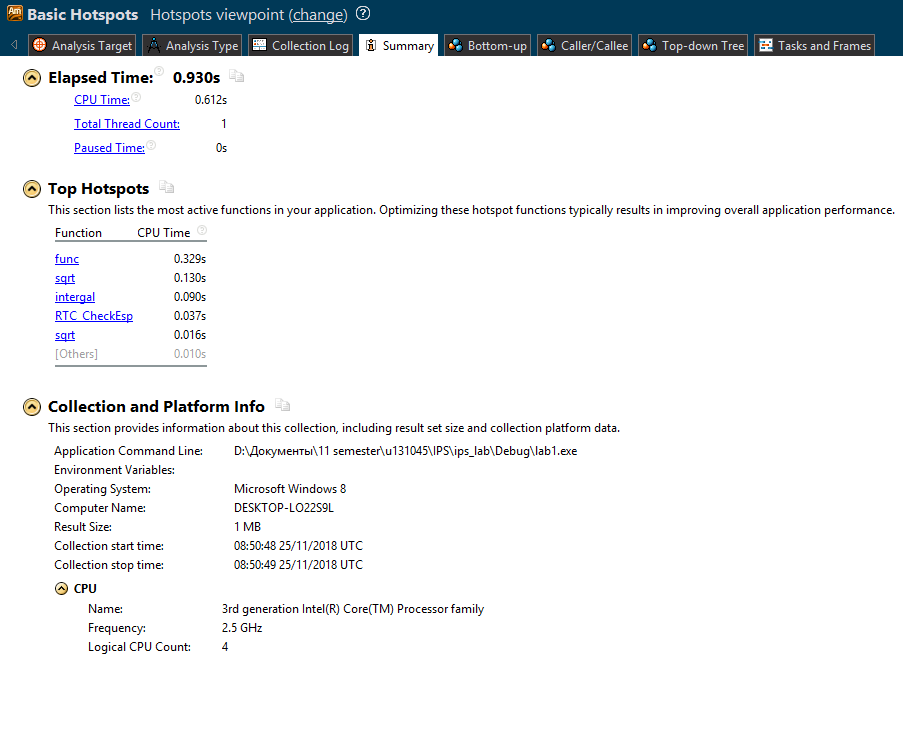 Basic Hotspots Hotspots viewpoint (change) ?
Analysis Target Analysis Type Collection Log Summary Bottom-up Caller/Callee Top-down Tree Tasks and Frames
Elapsed Time: 0.930s
CPU Time: 0.612s
Total Thread Count: 1
Paused Time: 0s
Top Hotspots
This section lists the most active functions in your application. Optimizing these hotspot functions typically results in improving overall application performance.
Function CPU Time
func 0.329s
sqrt 0.130s
intergal 0.090s
RTC_CheckEsp 0.037s
sqrt 0.016s
[Others] 0.010s
Collection and Platform Info
This section provides information about this collection, including result set size and collection platform data.
Application Command Line: D:\Документы\11 semester\u131045\IPS\ips_lab\Debug\lab1.exe
Environment Variables:
Operating System: Microsoft Windows 8
Computer Name: DESKTOP-LO22S9L
Result Size: 1 MB
Collection start time: 08:50:48 25/11/2018 UTC
Collection stop time: 08:50:49 25/11/2018 UTC
CPU
Name: 3rd generation Intel(R) Core(TM) Processor family
Frequency: 2.5 GHz
Logical CPU Count: 4